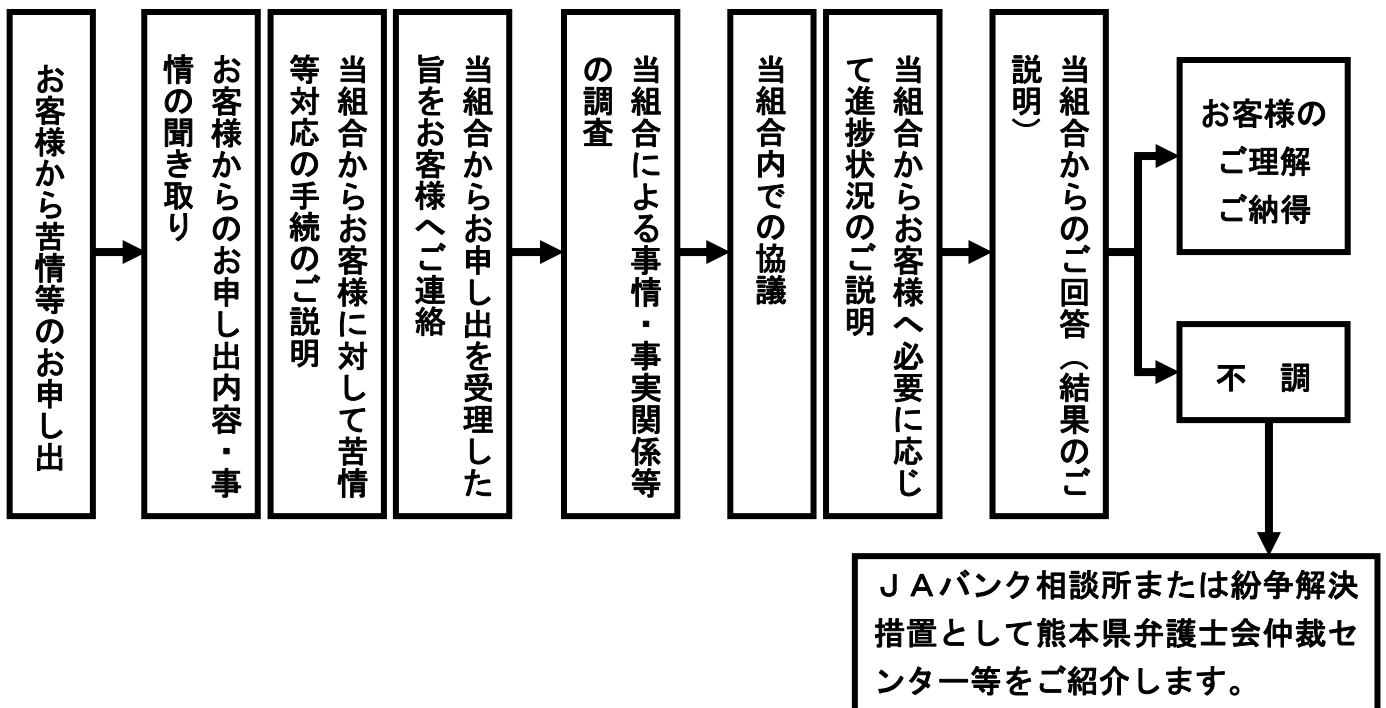 お客様から苦情等のお申し出
お客様からのお申し出内容・事
情の聞き取り
当組合からお客様に対して苦情
等対応の手続のご説明
当組合からお申し出を受理した
旨をお客様へご連絡
当組合による事情・事実関係等
の調査
当組合内での協議
当組合からお客様へ必要に応じ
て進捗状況のご説明
当組合からのご回答（結果のご
説明）
お客様の
ご理解
ご納得
不　調
ＪＡバンク相談所または紛争解決
措置として熊本県弁護士会仲裁セ
ンター等をご紹介します。